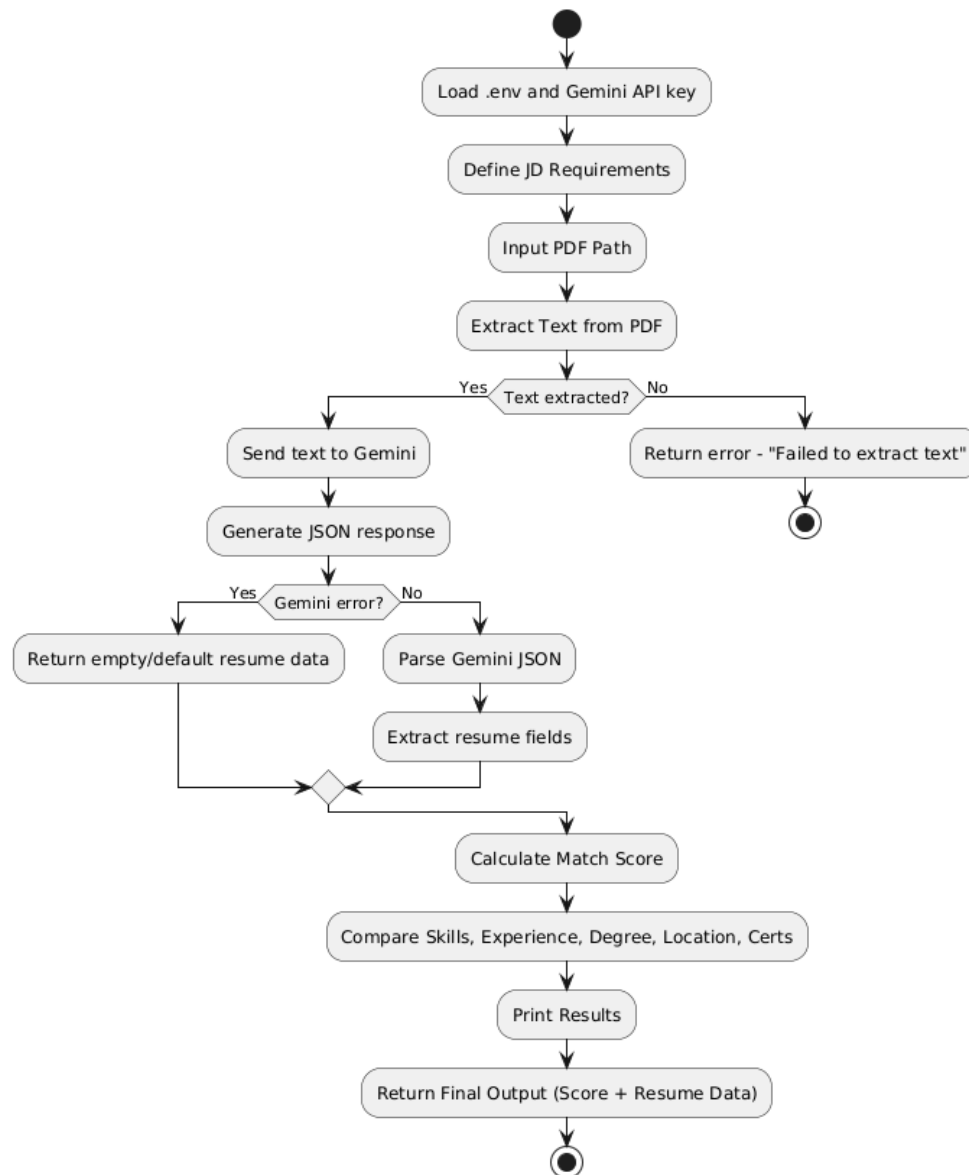 Load .env and Gemini API key
Define JD Requirements
Input PDF Path
Extract Text from PDF
Yes
Text extracted?
No
Send text to Gemini
Return error - "Failed to extract text"
Generate JSON response
Yes
Gemini error?
No
Return empty/default resume data
Parse Gemini JSON
Extract resume fields
Calculate Match Score
Compare Skills, Experience, Degree, Location, Certs
Print Results
Return Final Output (Score + Resume Data)